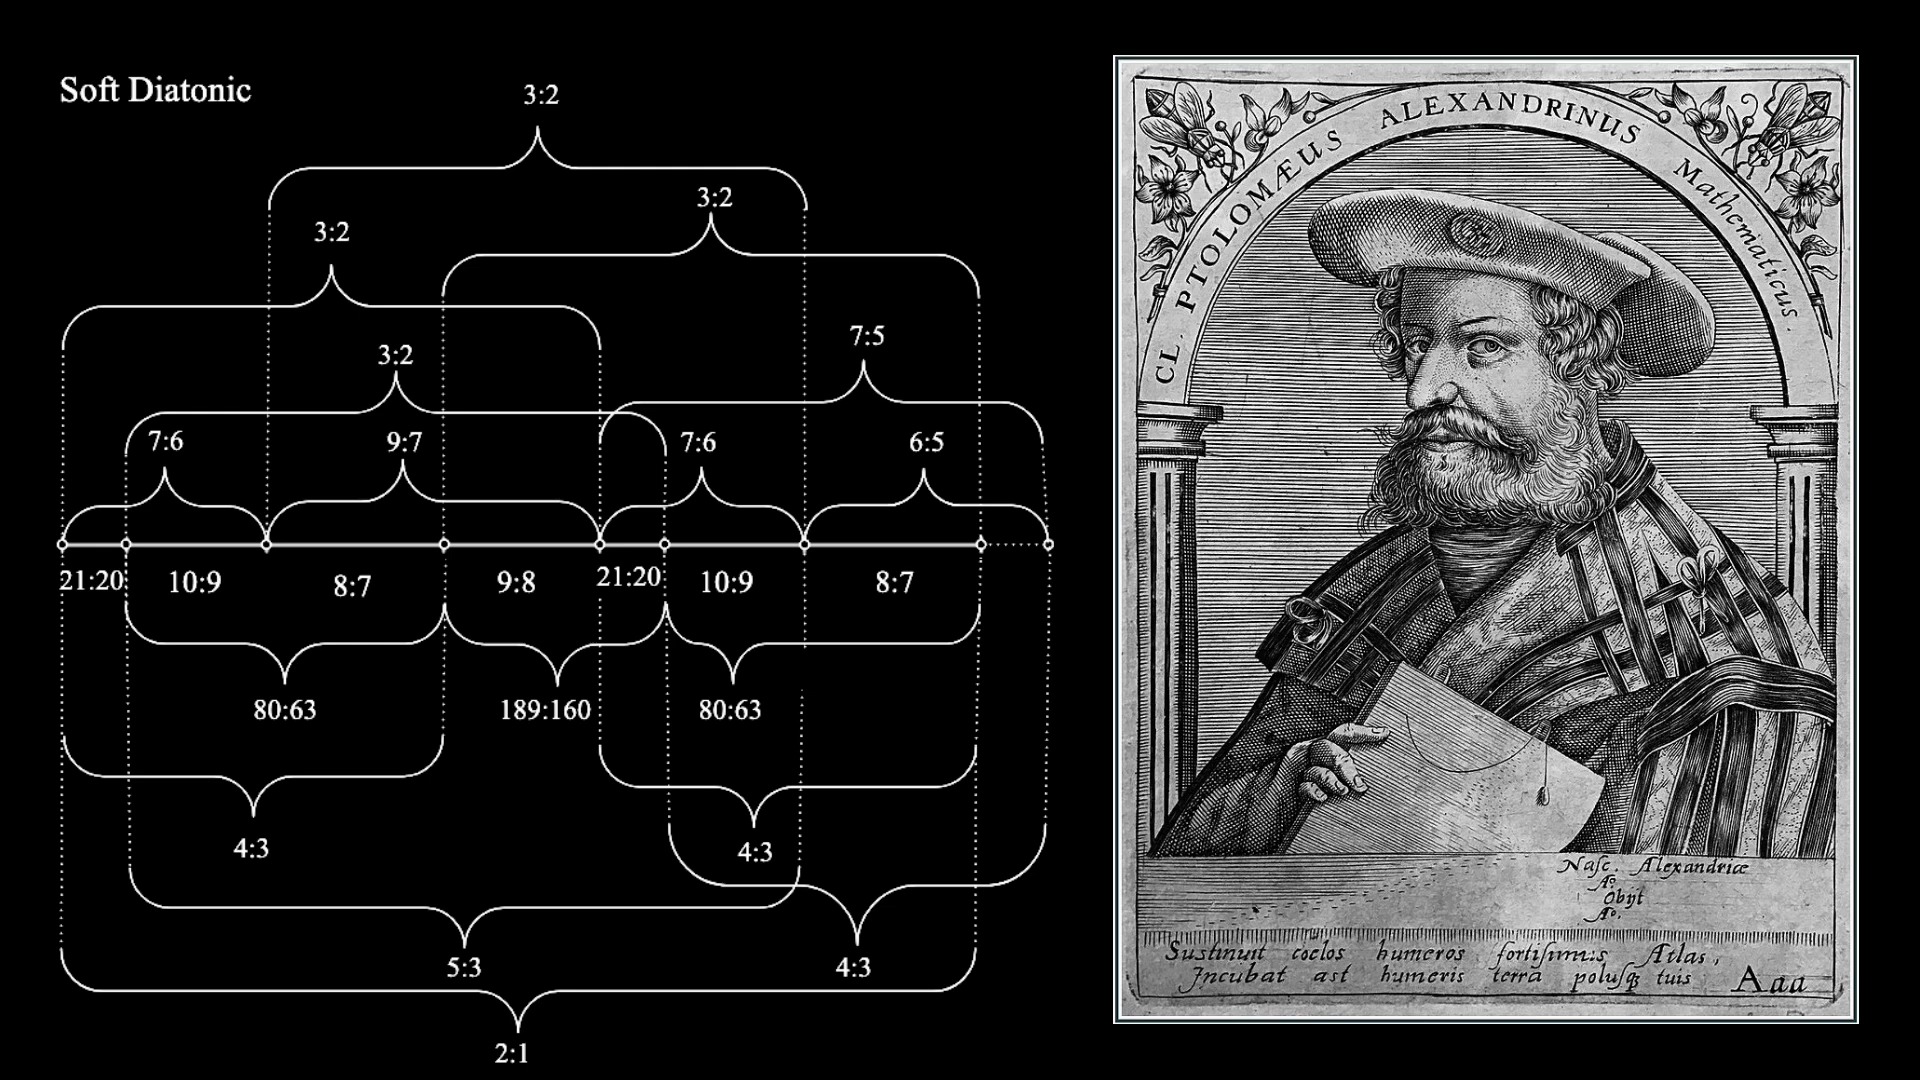 Soft Diatonic
3:2
3:2
3:2
7:5
3:2
7:6
9:7
7:6
6:5
21:20
10:9
8:7
9:8
21:20
10:9
8:7
80:63
189:160
80:63
4:3
4:3
5:3
4:3
2:1
CL. PTOLOMÆUS ALEXANDRINUS Mathematicus.
Nasc. Alexandriæ
Aº.
Obijt
Aº.
Sustinuit coelos humeros fortissimus Atlas,
Incubat ast humeris terra polusq tuis
Aaa